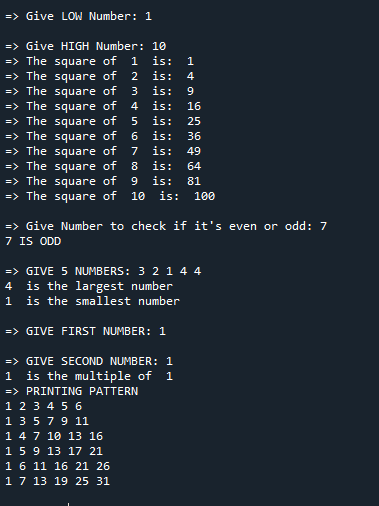 => Give LOW Number: 1
=> Give HIGH Number: 10
=> The square of  1  is:  1
=> The square of  2  is:  4
=> The square of  3  is:  9
=> The square of  4  is:  16
=> The square of  5  is:  25
=> The square of  6  is:  36
=> The square of  7  is:  49
=> The square of  8  is:  64
=> The square of  9  is:  81
=> The square of  10  is:  100
=> Give Number to check if it's even or odd: 7
7 IS ODD
=> GIVE 5 NUMBERS: 3 2 1 4 4
4  is the largest number
1  is the smallest number
=> GIVE FIRST NUMBER: 1
=> GIVE SECOND NUMBER: 1
1  is the multiple of  1
=> PRINTING PATTERN
1 2 3 4 5 6
1 3 5 7 9 11
1 4 7 10 13 16
1 5 9 13 17 21
1 6 11 16 21 26
1 7 13 19 25 31